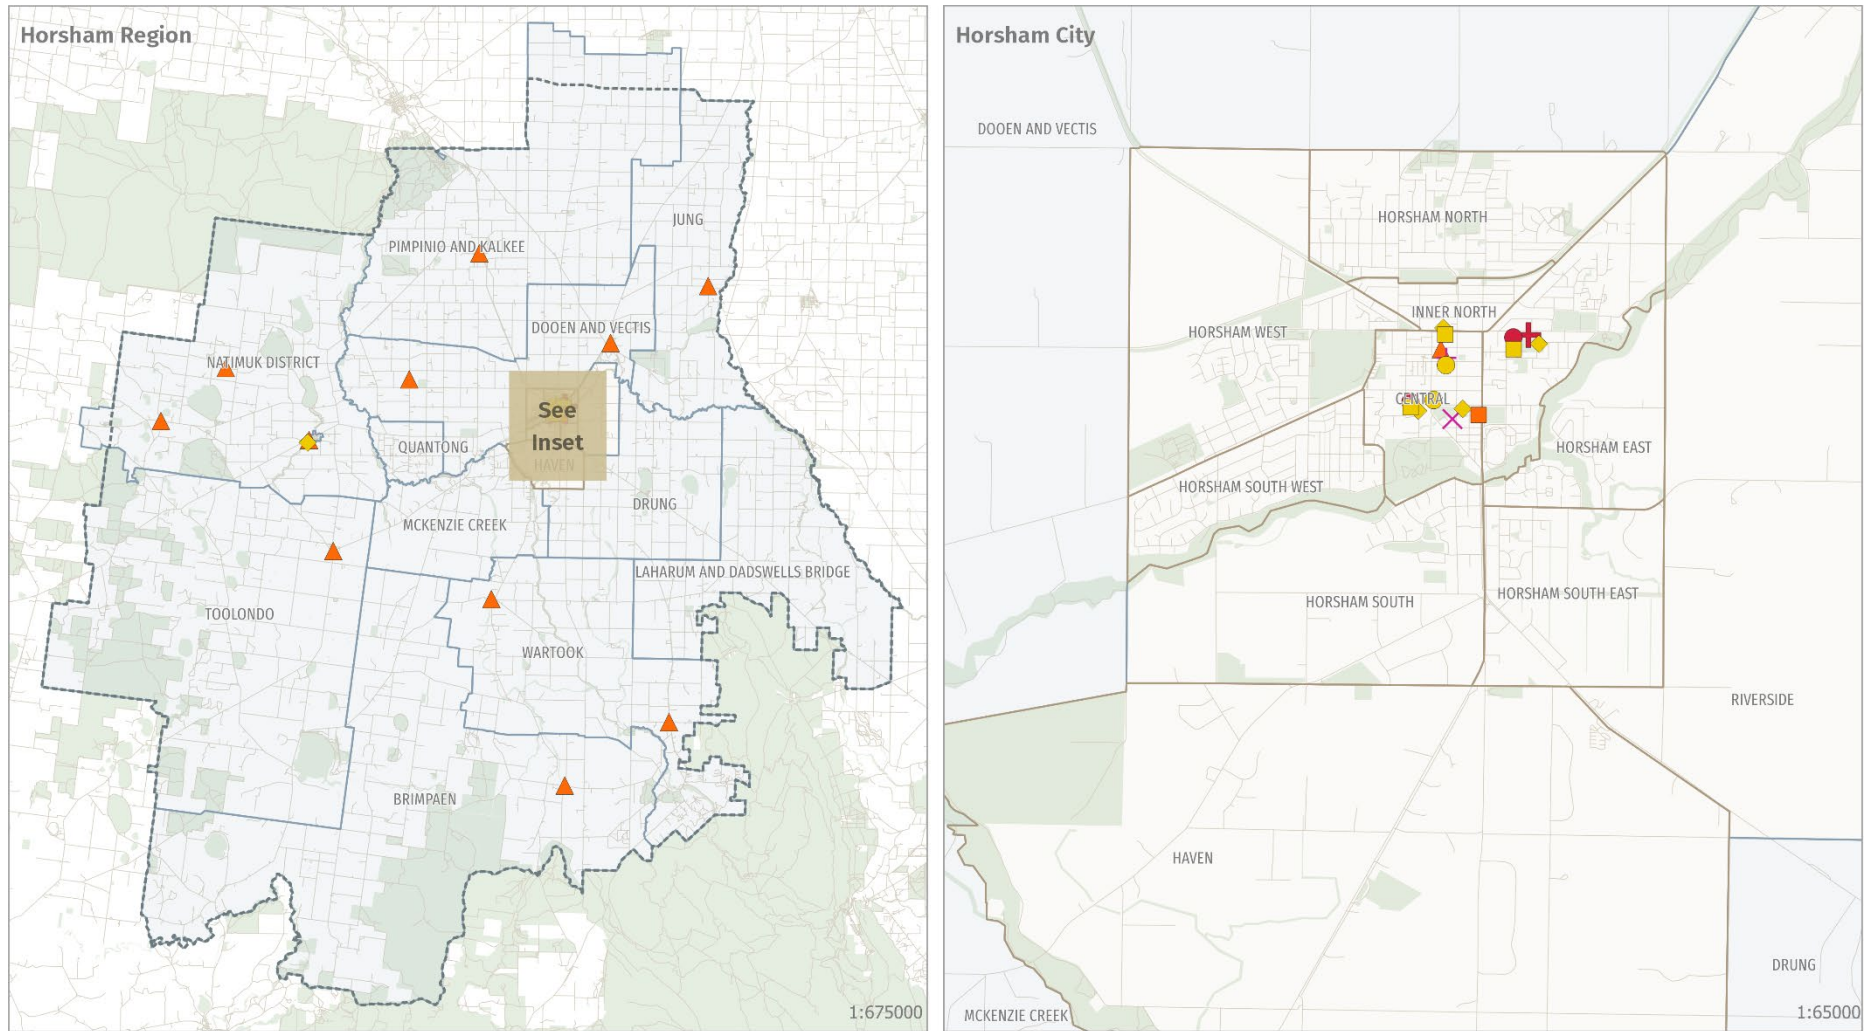 Horsham Region
JUNG
PIMPINIO AND KALKEE
DOOEN AND VECTIS
NATIMUK DISTRICT
See
Inset
QUANTONG
HAVEN
DRUNG
MCKENZIE CREEK
LAHARUM AND DADSWELLS BRIDGE
TOOLONDO
WARTOOK
BRIMPAEN
1:675000
Horsham City
DOOEN AND VECTIS
HORSHAM NORTH
INNER NORTH
HORSHAM WEST
CENTRAL
HORSHAM EAST
HORSHAM SOUTH WEST
HORSHAM SOUTH EAST
HORSHAM SOUTH
RIVERSIDE
HAVEN
DRUNG
MCKENZIE CREEK
1:65000